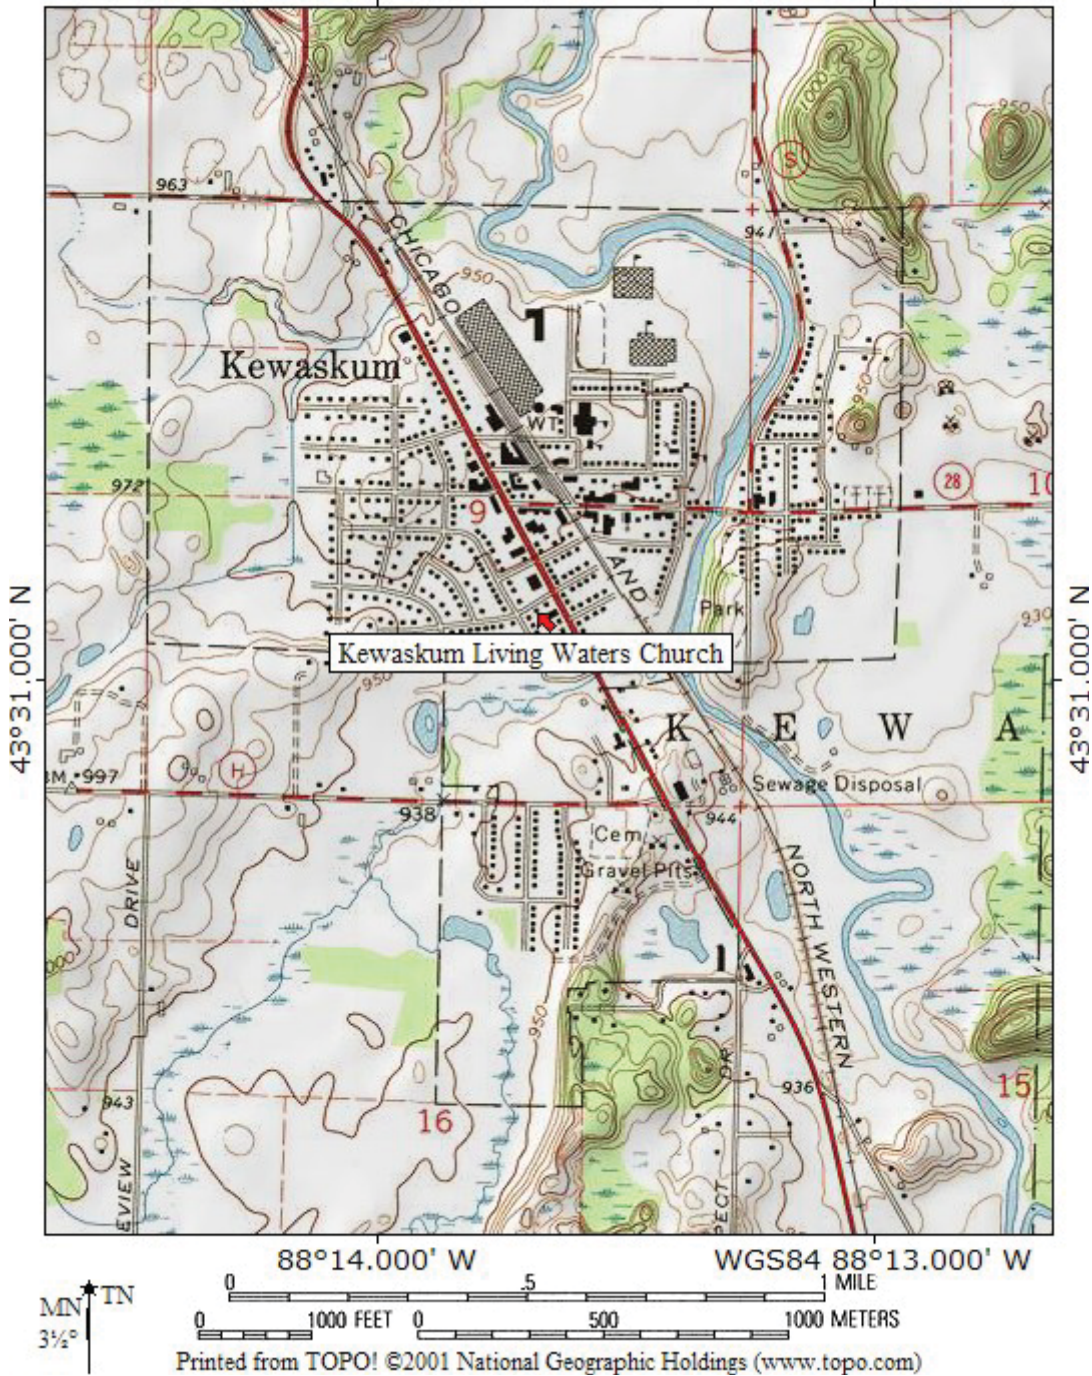 S
950
1000
963
941
CHICAGO
950
Kewaskum
950
WT
972
28
10
9
AND
Park
930
Kewaskum Living Waters Church
43°31.000' N
43°31.000' N
950
K E W A
H
BM 997
Sewage Disposal
938
944
Cem
Gravel Pits
DRIVE
NORTH WESTERN
950
DR
936
15
943
16
EVIEW
PECT
88°14.000' W
WGS84 88°13.000' W
TN
MN
3½°
0 .5 1 MILE
0 1000 FEET 0 500 1000 METERS
Printed from TOPO! ©2001 National Geographic Holdings (www.topo.com)